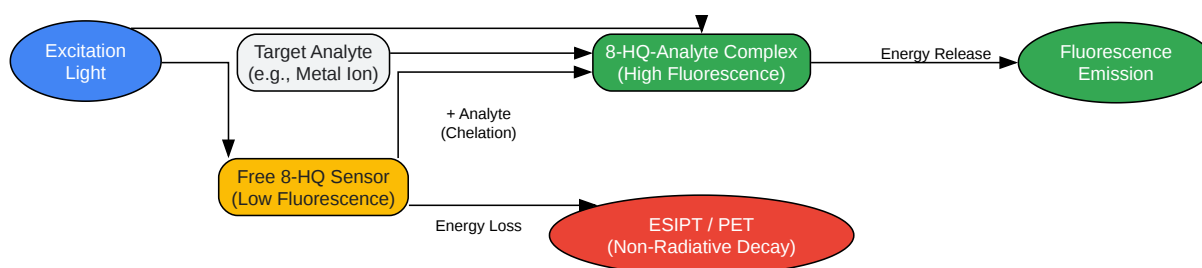 Excitation
Light
Target Analyte
(e.g., Metal Ion)
8-HQ-Analyte Complex
(High Fluorescence)
Energy Release
Fluorescence
Emission
+ Analyte
(Chelation)
Free 8-HQ Sensor
(Low Fluorescence)
Energy Loss
ESIPT / PET
(Non-Radiative Decay)